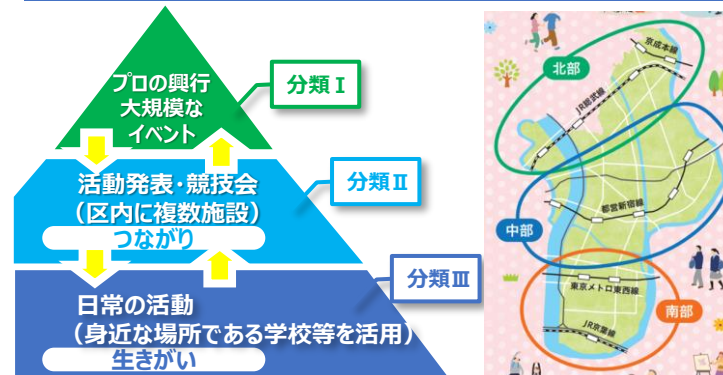 プロの興行
大規模な
イベント
分類Ⅰ
活動発表・競技会
（区内に複数施設）
つながり
分類Ⅱ
日常の活動
（身近な場所である学校等を活用）
生きがい
分類Ⅲ
京成本線
北部
JR総武線
都営新宿線
中部
東京メトロ東西線
南部
JR京葉線